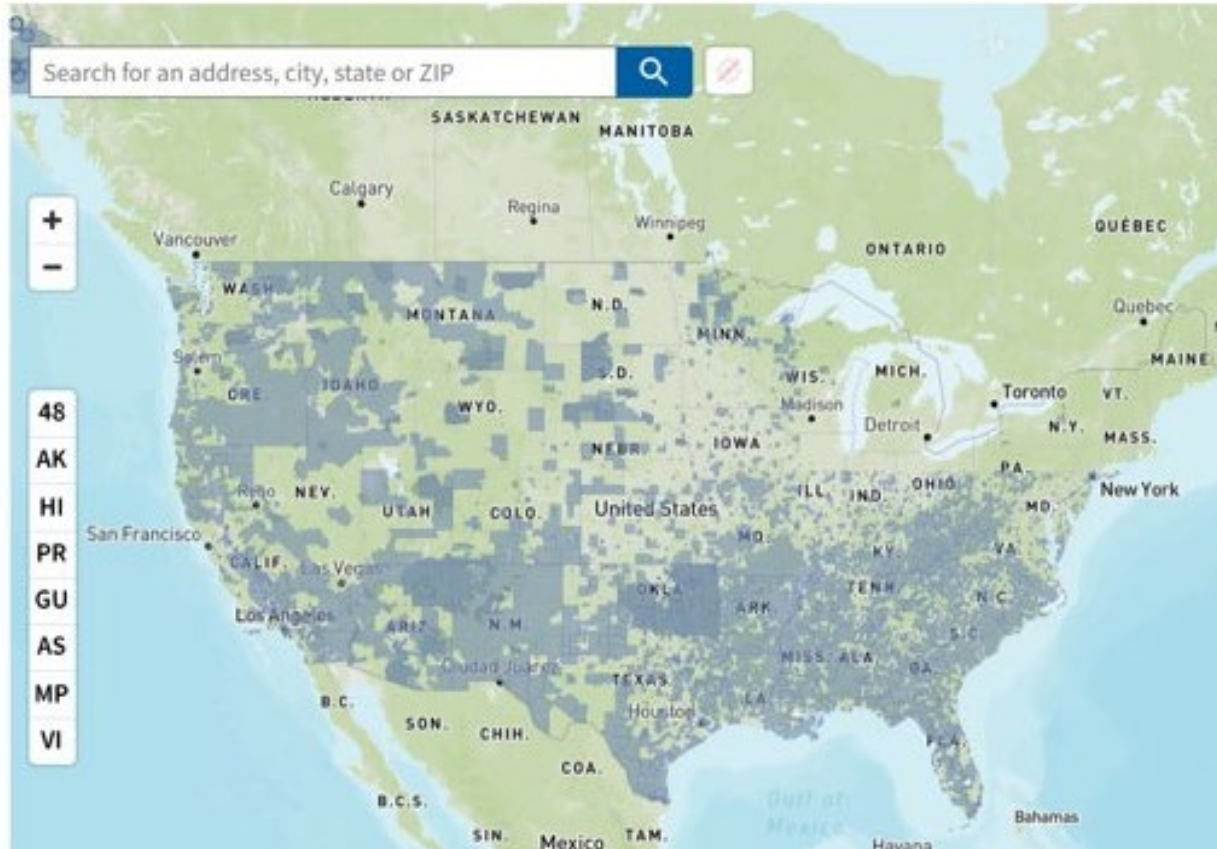 Search for an address, city, state or ZIP
SASKATCHEWAN
MANITOBA
Calgary
Regina
Winnipeg
QUÉBEC
Vancouver
ONTARIO
+
−
WASH.
MONTANA
N.D.
MINN.
Quebec
MAINE
Salem
ORE.
IDAHO
S.D.
WIS.
MICH.
Toronto
VT.
WYO.
Madison
Detroit
N.Y.
MASS.
48
AK
HI
PR
GU
AS
MP
VI
NEBR.
IOWA
PA.
Reno
NEV.
UTAH
COLO.
United States
ILL.
IND.
OHIO
MD.
New York
San Francisco
CALIF.
Las Vegas
MO.
KY.
VA.
Los Angeles
ARIZ.
N.M.
OKLA.
ARK.
TENN.
N.C.
S.C.
Ciudad Juárez
TEXAS
MISS.
ALA.
GA.
B.C.
Houston
LA.
SON.
CHIH.
FLA.
COA.
B.C.S.
Gulf of
Mexico
Bahamas
SIN.
Mexico
TAM.
Havana